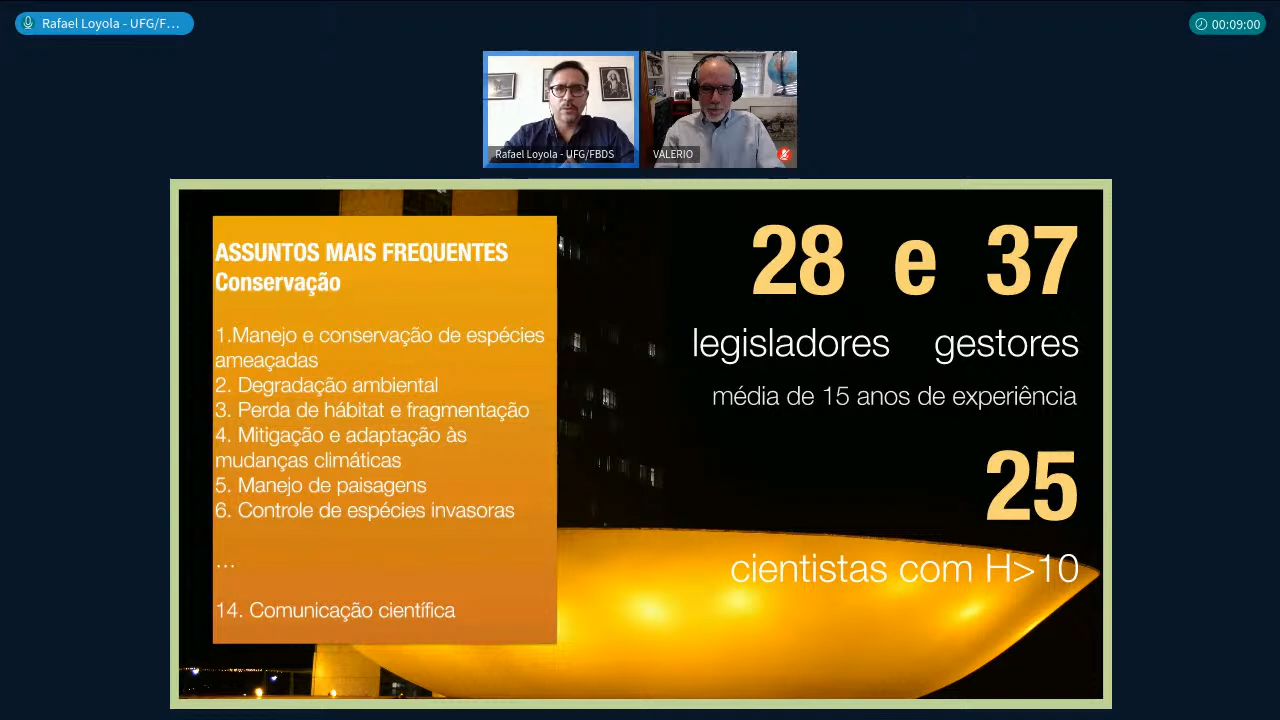 Rafael Loyola - UFG/F...
00:09:00
Rafael Loyola - UFG/FBDS
VALERIO
ASSUNTOS MAIS FREQUENTES
Conservação
1.Manejo e conservação de espécies
ameaçadas
2. Degradação ambiental
3. Perda de hábitat e fragmentação
4. Mitigação e adaptação às
mudanças climáticas
5. Manejo de paisagens
6. Controle de espécies invasoras
...
14. Comunicação científica
28 e 37
legisladores gestores
média de 15 anos de experiência
25
cientistas com H>10